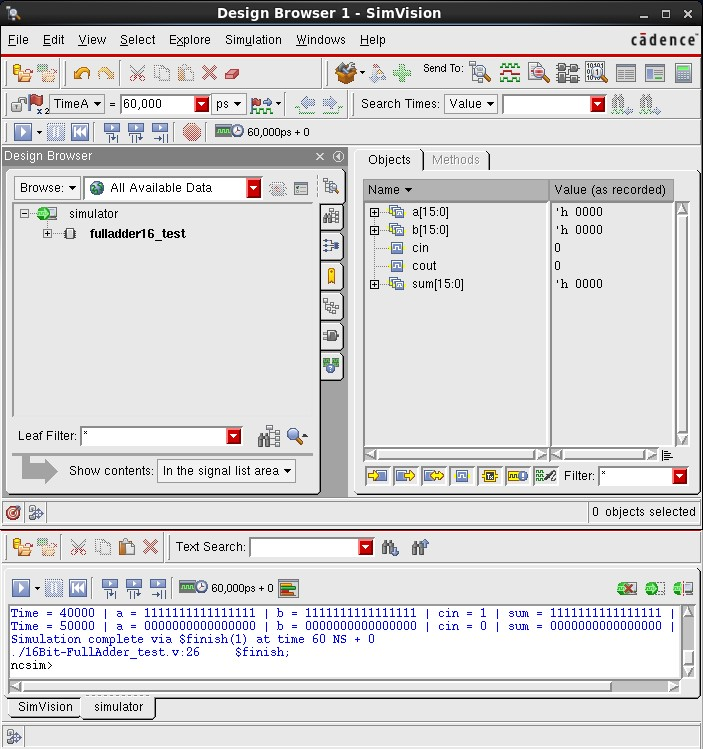 Design Browser 1 - SimVision
File Edit View Select Explore Simulation Windows Help
cādence
Send To:
TimeA = 60,000 ps Search Times: Value
60,000ps + 0
Design Browser
Browse: All Available Data
simulator
fulladder16_test
Leaf Filter: *
Show contents: In the signal list area
Objects Methods
Name Value (as recorded)
a[15:0] 'h 0000
b[15:0] 'h 0000
cin 0
cout 0
sum[15:0] 'h 0000
Filter: *
0 objects selected
Text Search:
60,000ps + 0
Time = 40000 | a = 1111111111111111 | b = 1111111111111111 | cin = 1 | sum = 1111111111111111 |
Time = 50000 | a = 0000000000000000 | b = 0000000000000000 | cin = 0 | sum = 0000000000000000 |
Simulation complete via $finish(1) at time 60 NS + 0
./16Bit-FullAdder_test.v:26 $finish;
ncsim>
SimVision simulator